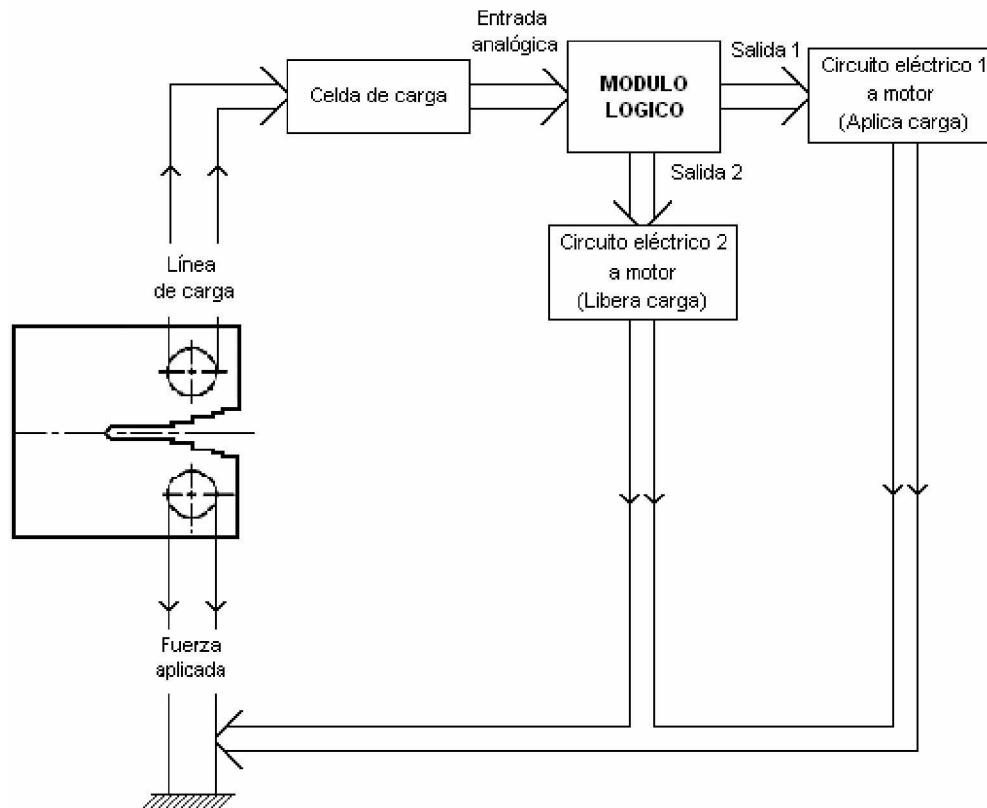 Entrada
analógica
Celda de carga
MODULO
LOGICO
Salida 1
Circuito eléctrico 1
a motor
(Aplica carga)
Salida 2
Circuito eléctrico 2
a motor
(Libera carga)
Línea
de carga
Fuerza
aplicada